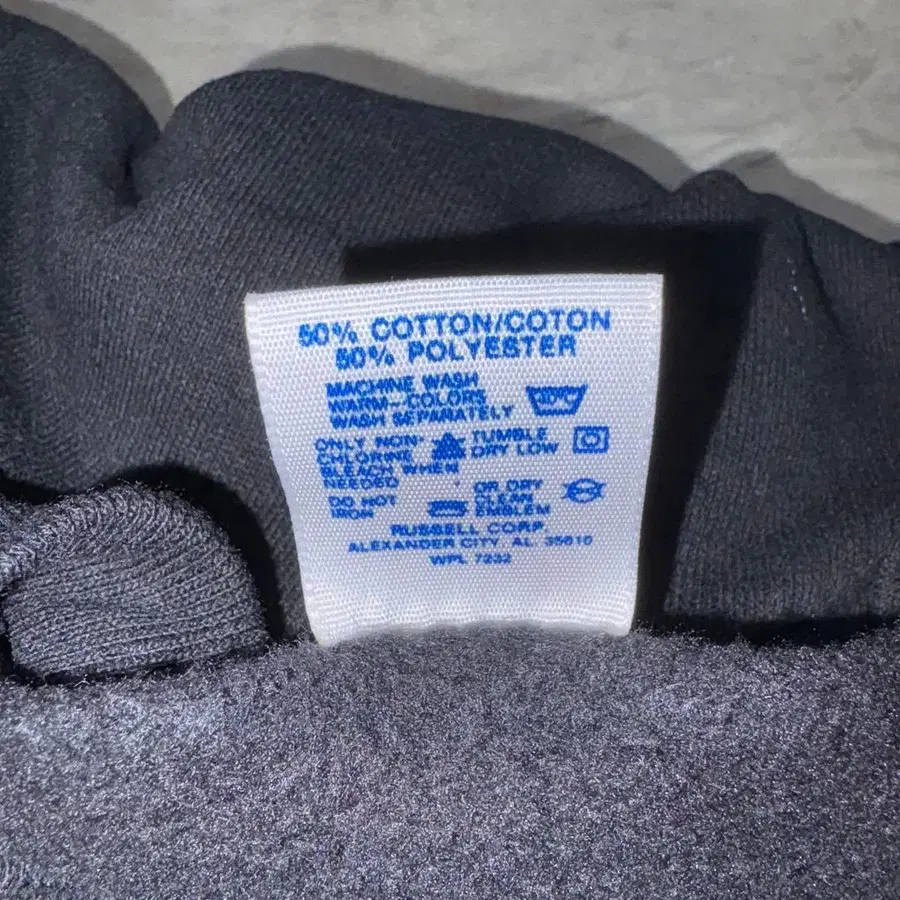 50% COTTON/COTON
50% POLYESTER
MACHINE WASH
WARM-COLORS
WASH SEPARATELY
ONLY NON-
CHLORINE
BLEACH WHEN
NEEDED
TUMBLE
DRY LOW
DO NOT
IRON
OR DRY
CLEAN
EMBLEM
RUSSELL CORP.
ALEXANDER CITY, AL 35010
WPL 7232